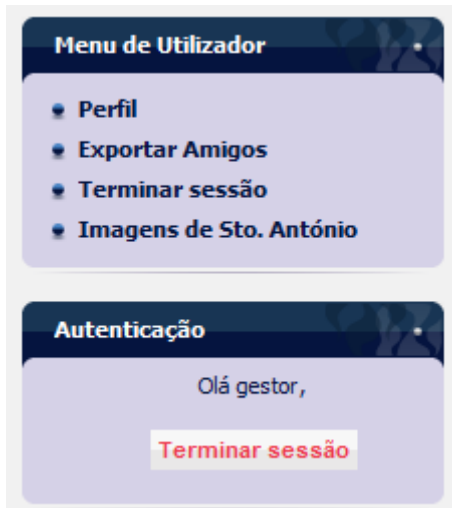 Menu de Utilizador
Perfil
Exportar Amigos
Terminar sessão
Imagens de Sto. António
Autenticação
Olá gestor,
Terminar sessão